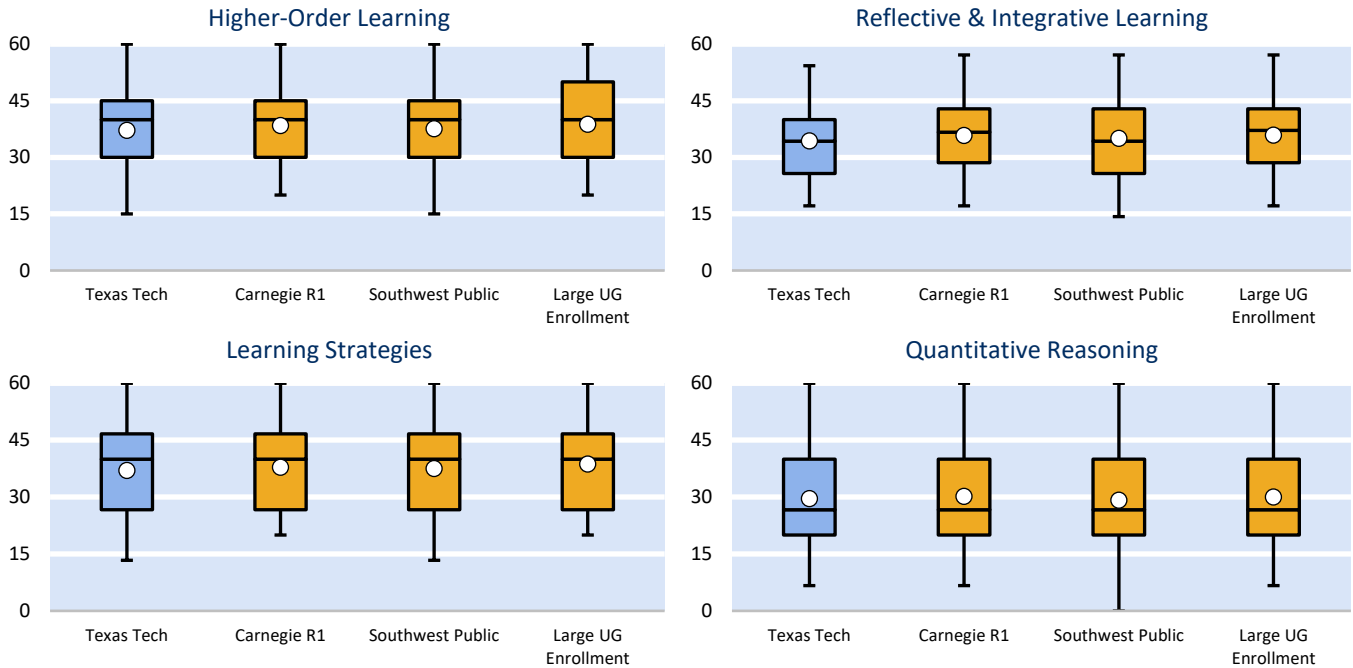 Higher-Order Learning
60
45
30
15
0
Texas Tech Carnegie R1 Southwest Public Large UG
Enrollment
Reflective & Integrative Learning
60
45
30
15
0
Texas Tech Carnegie R1 Southwest Public Large UG
Enrollment
Learning Strategies
60
45
30
15
0
Texas Tech Carnegie R1 Southwest Public Large UG
Enrollment
Quantitative Reasoning
60
45
30
15
0
Texas Tech Carnegie R1 Southwest Public Large UG
Enrollment